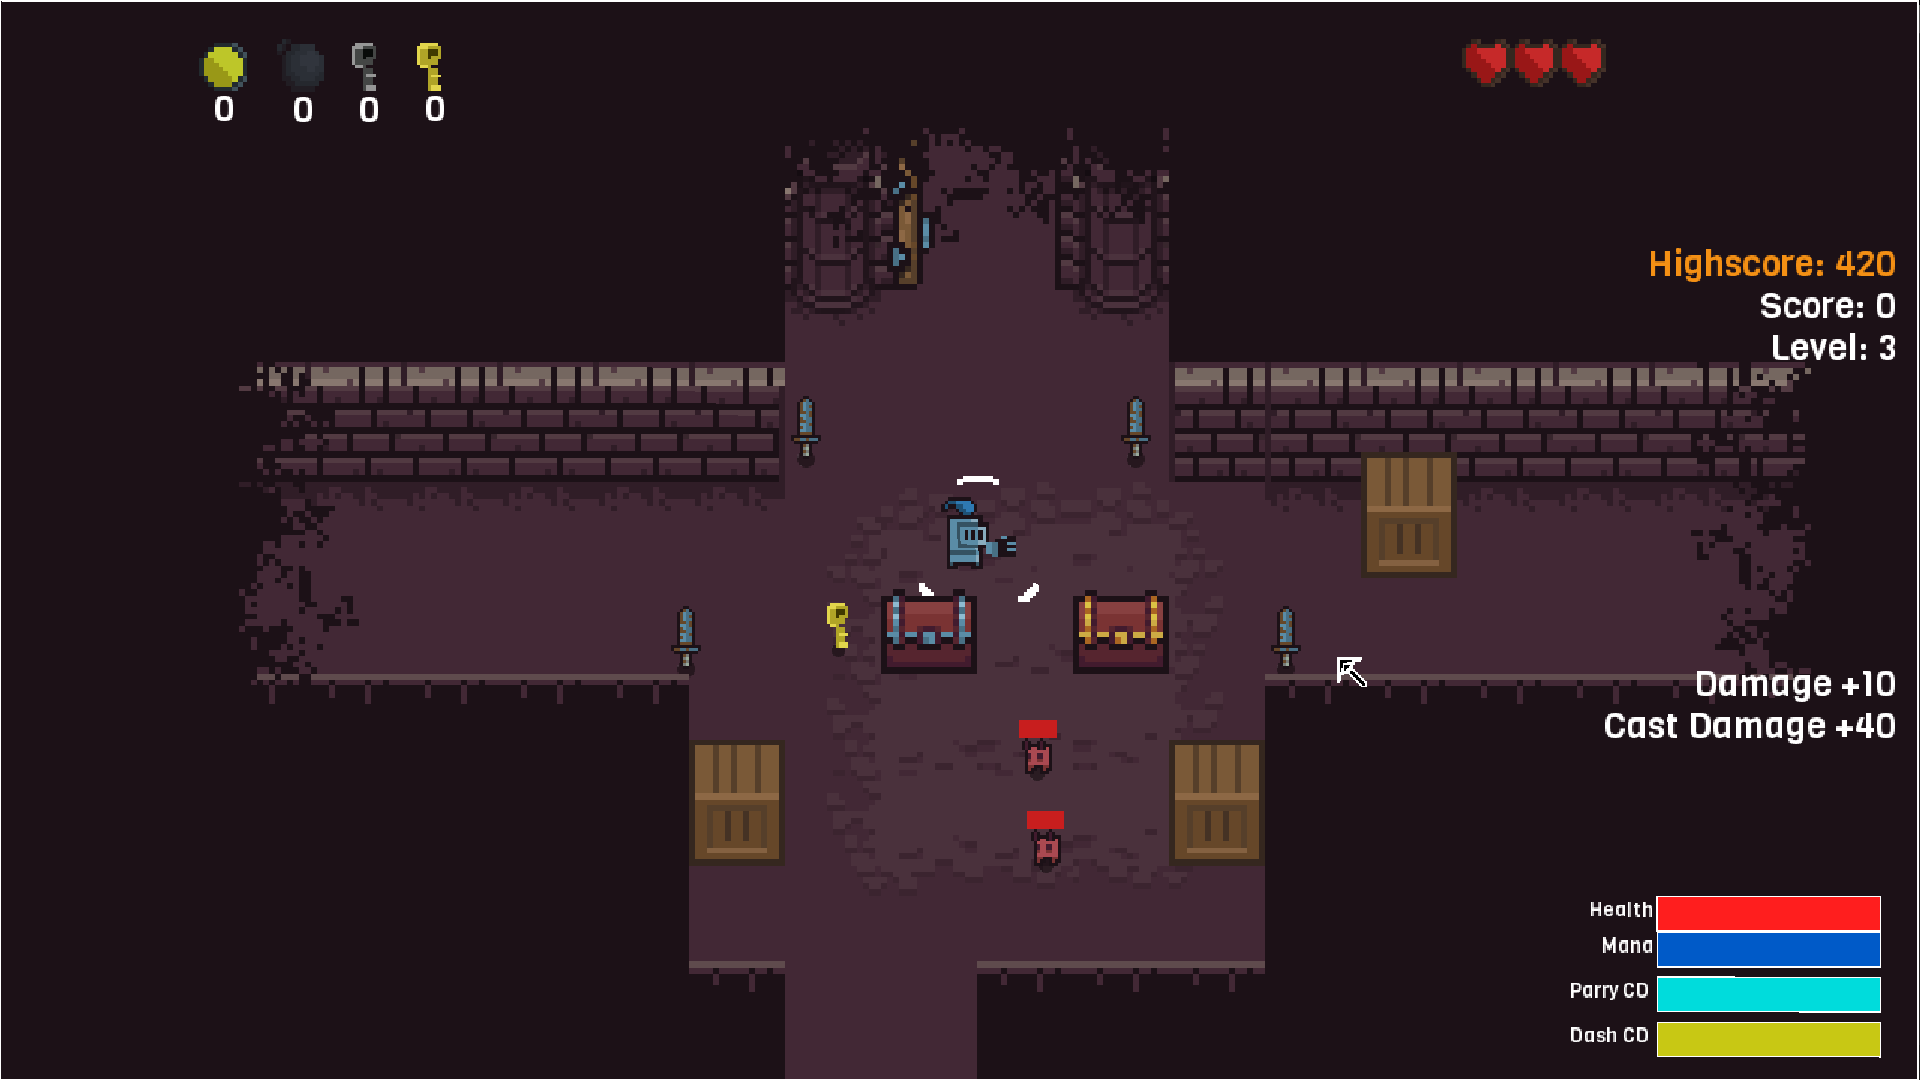 0 0 0 0
Highscore: 420
Score: 0
Level: 3
Damage +10
Cast Damage +40
Health
Mana
Parry CD
Dash CD